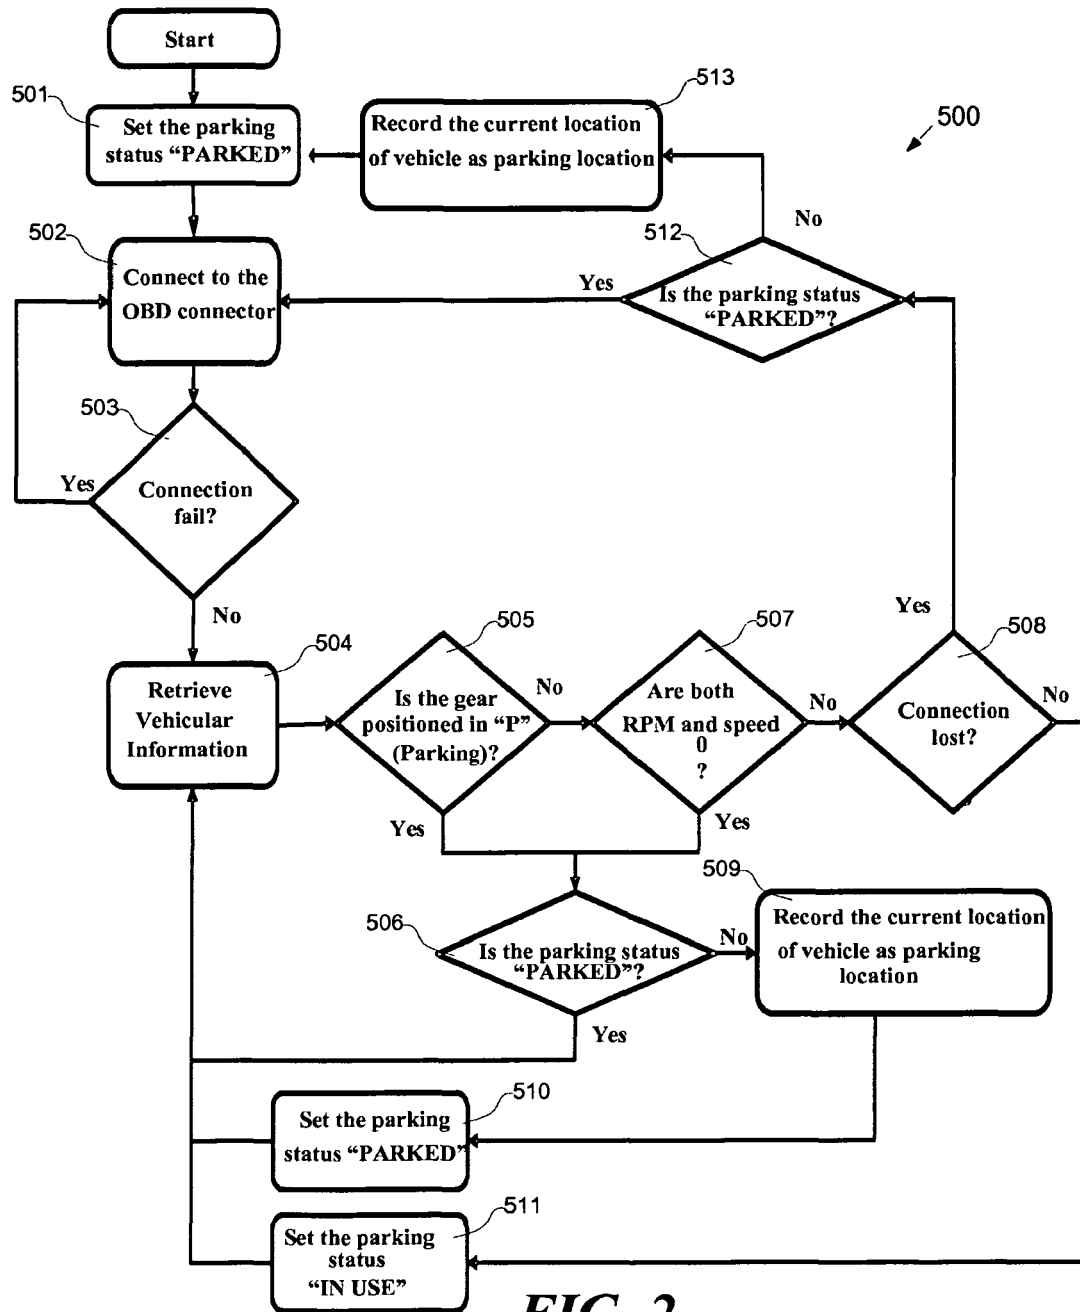 Start
501
Set the parking
status “PARKED”
513
Record the current location
of vehicle as parking location
500
502
Connect to the
OBD connector
512
No
Yes
Is the parking status
“PARKED”?
503
Yes
Connection
fail?
No
504
Retrieve
Vehicular
Information
505
Is the gear
positioned in “P”
(Parking)?
No
Yes
507
Are both
RPM and speed
0
?
No
Yes
Yes
508
Connection
lost?
No
506
Is the parking status
“PARKED”?
No
Yes
509
Record the current location
of vehicle as parking
location
510
Set the parking
status “PARKED”
511
Set the parking
status
“IN USE”
FIG. 2